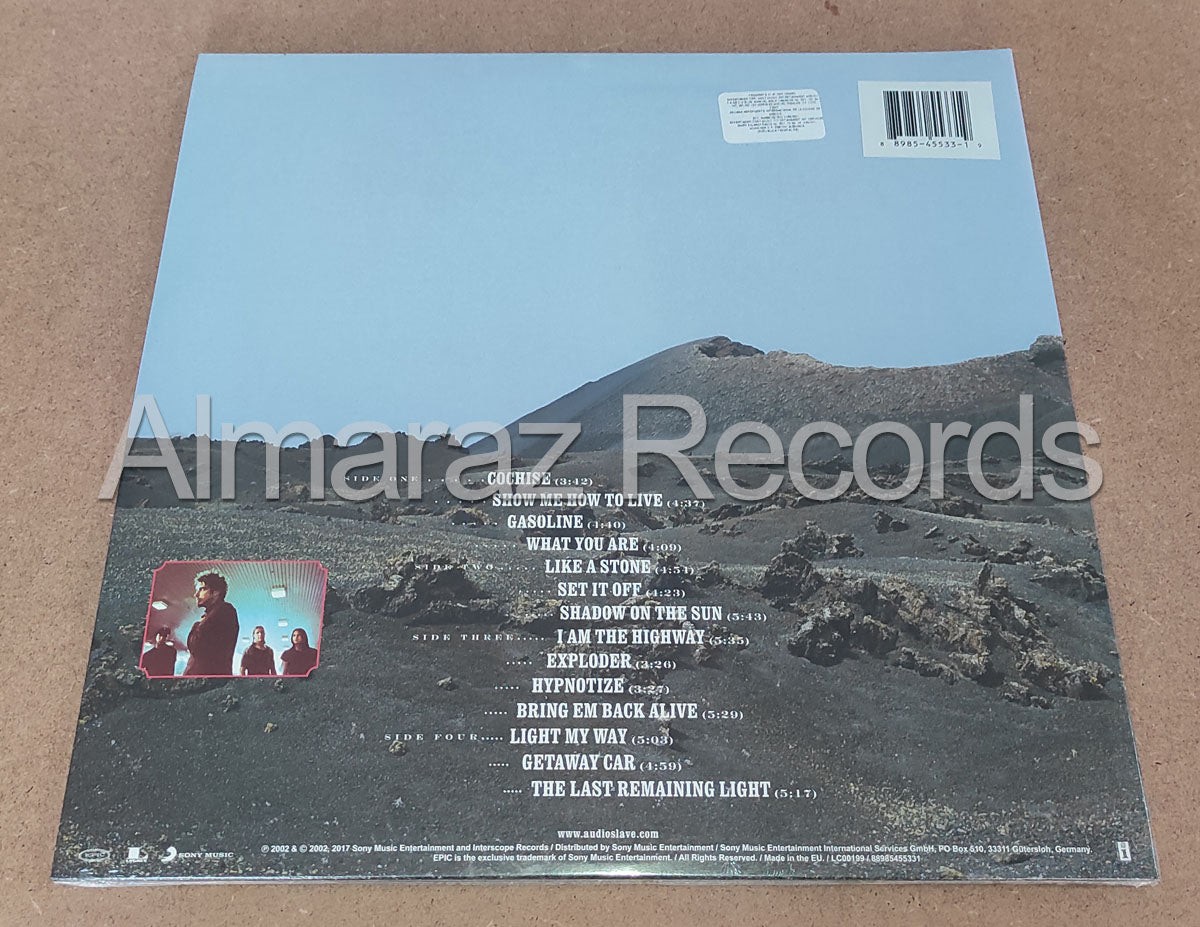 8 8985-45533-1 9
Almaraz Records
SIDE ONE ...... COCHISE (3:42)
SHOW ME HOW TO LIVE (4:37)
..... GASOLINE (4:40)
..... WHAT YOU ARE (4:09)
SIDE TWO ...... LIKE A STONE (4:54)
..... SET IT OFF (4:23)
SHADOW ON THE SUN (5:43)
SIDE THREE ..... I AM THE HIGHWAY (5:35)
..... EXPLODER (3:26)
..... HYPNOTIZE (3:27)
..... BRING EM BACK ALIVE (5:29)
SIDE FOUR ..... LIGHT MY WAY (5:03)
..... GETAWAY CAR (4:59)
..... THE LAST REMAINING LIGHT (5:17)
www.audioslave.com
EPIC SONY MUSIC ℗ 2002 & © 2002, 2017 Sony Music Entertainment and Interscope Records / Distributed by Sony Music Entertainment / Sony Music Entertainment International Services GmbH, PO Box 610, 33311 Gütersloh, Germany.
EPIC is the exclusive trademark of Sony Music Entertainment. / All Rights Reserved. / Made in the EU. / LC00199 / 88985455331